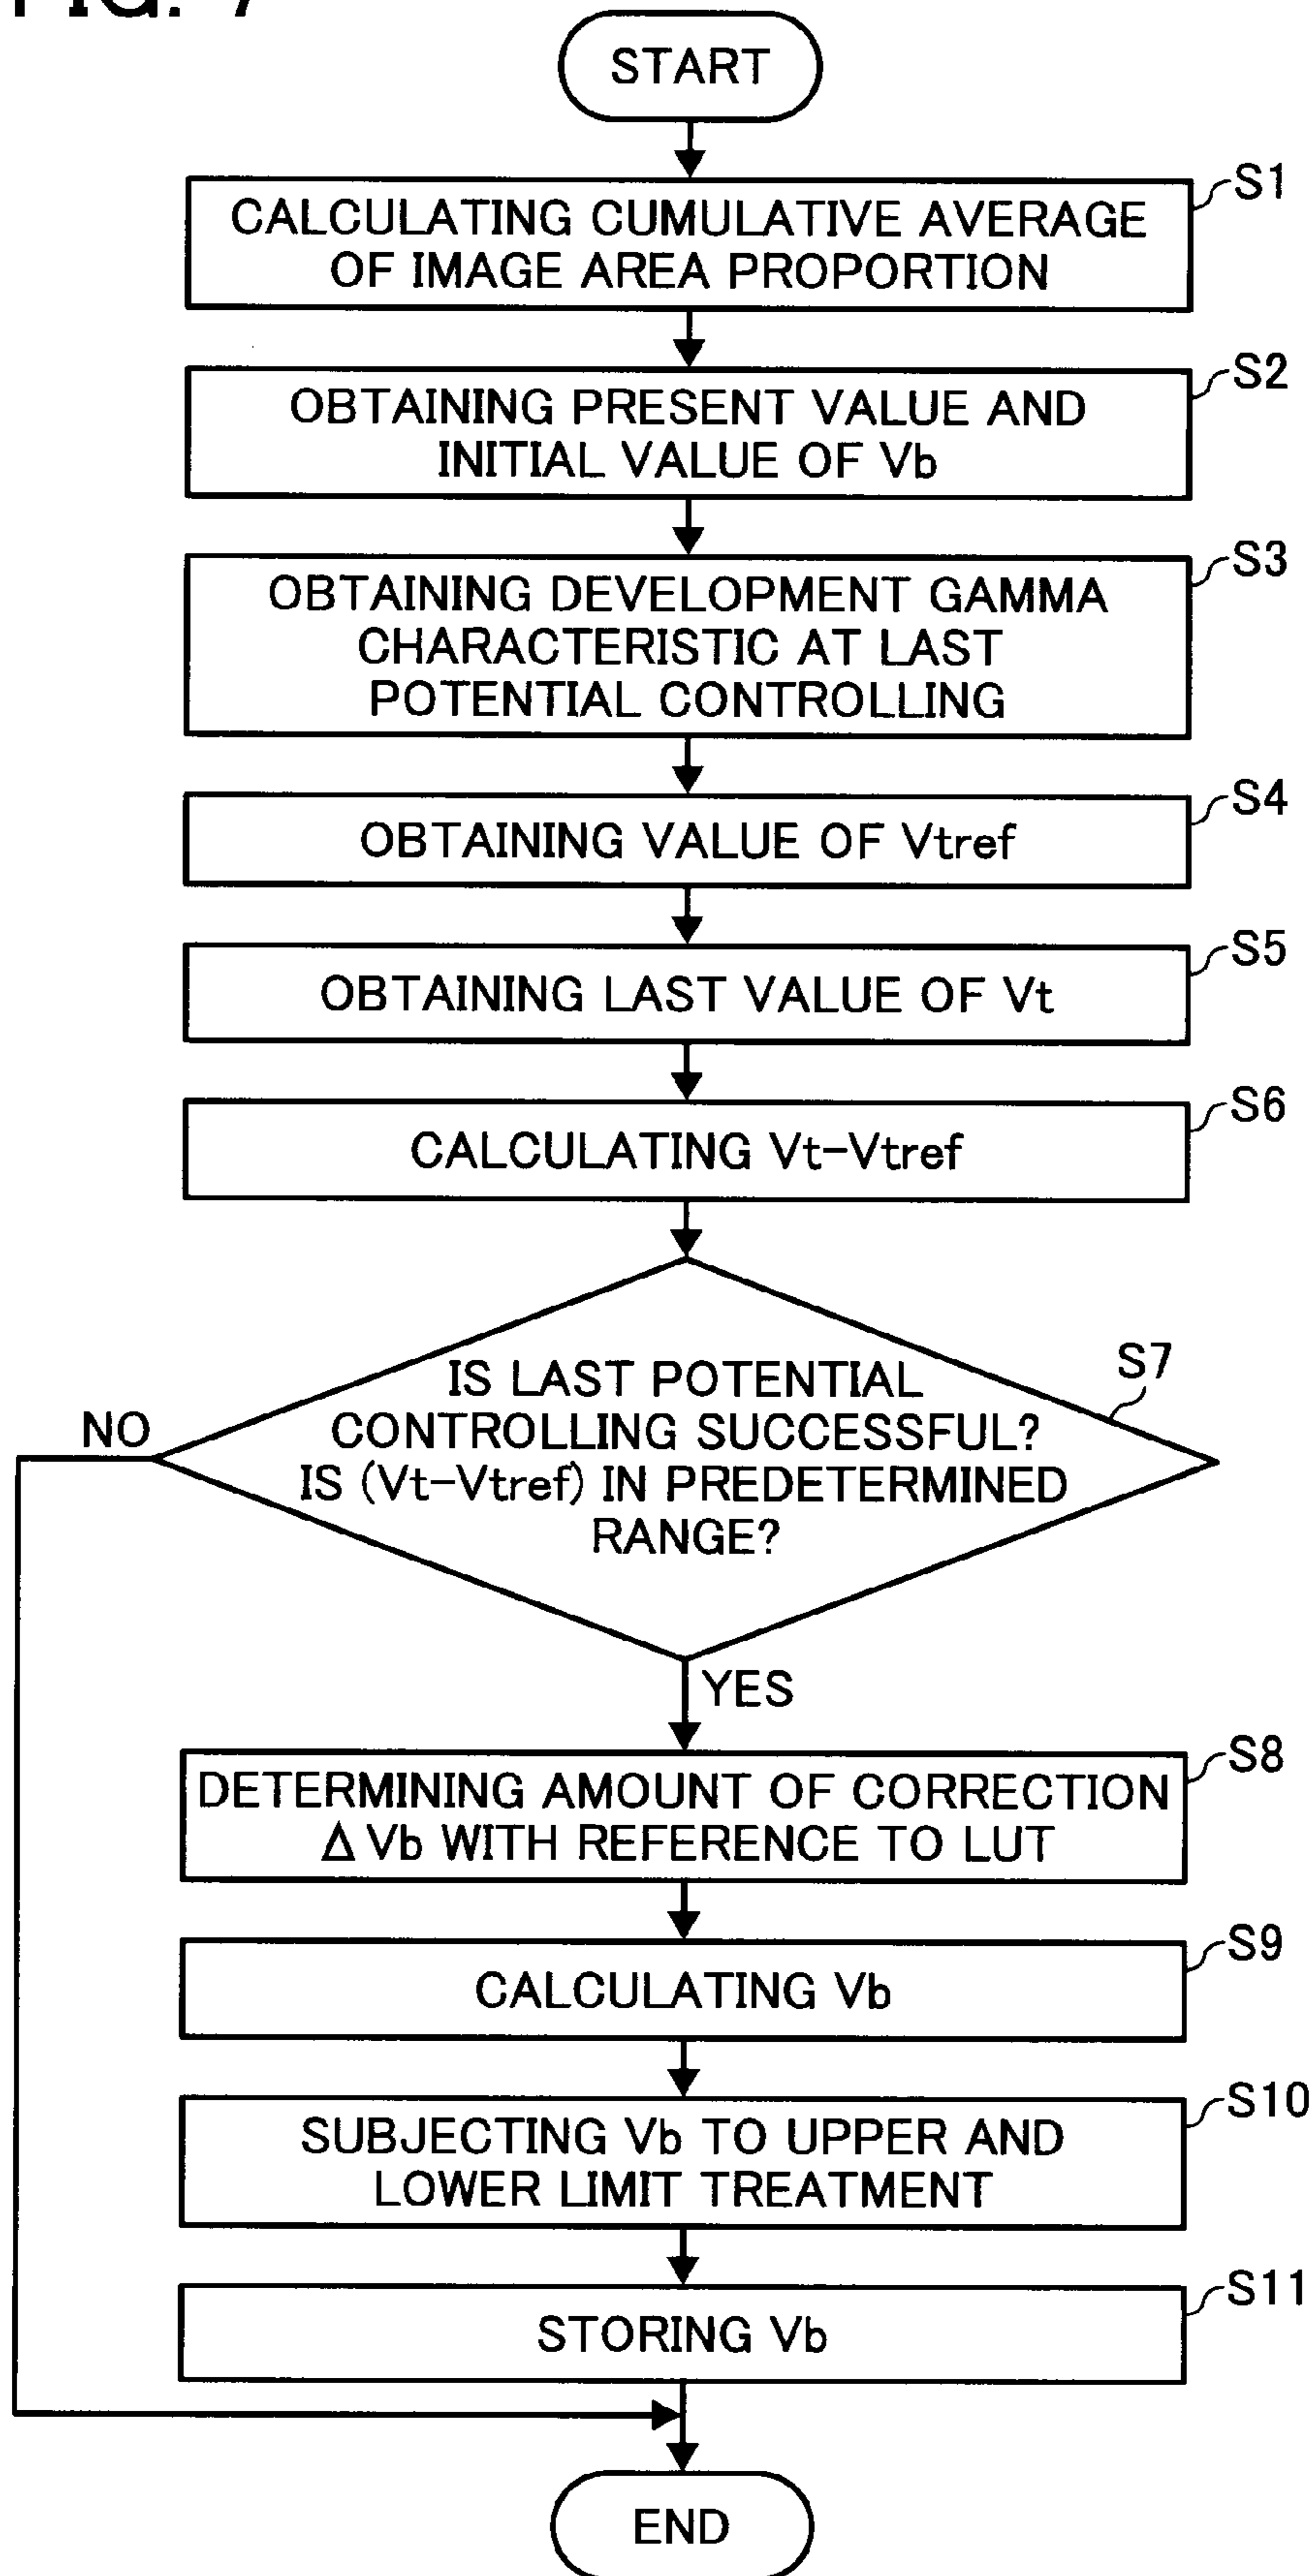 FIG. 7
START
S1
CALCULATING CUMULATIVE AVERAGE
OF IMAGE AREA PROPORTION
S2
OBTAINING PRESENT VALUE AND
INITIAL VALUE OF Vb
S3
OBTAINING DEVELOPMENT GAMMA
CHARACTERISTIC AT LAST
POTENTIAL CONTROLLING
S4
OBTAINING VALUE OF Vtref
S5
OBTAINING LAST VALUE OF Vt
S6
CALCULATING Vt-Vtref
S7
IS LAST POTENTIAL
CONTROLLING SUCCESSFUL?
IS (Vt-Vtref) IN PREDETERMINED
RANGE?
NO
YES
S8
DETERMINING AMOUNT OF CORRECTION
Δ Vb WITH REFERENCE TO LUT
S9
CALCULATING Vb
S10
SUBJECTING Vb TO UPPER AND
LOWER LIMIT TREATMENT
S11
STORING Vb
END